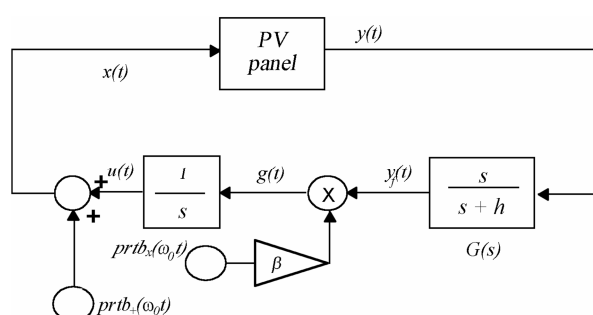 PV
panel
y(t)
x(t)
u(t)
+
+
1
s
g(t)
X
y_f(t)
s
s + h
G(s)
prtb_x(ω_0t)
β
prtb_+(ω_0t)